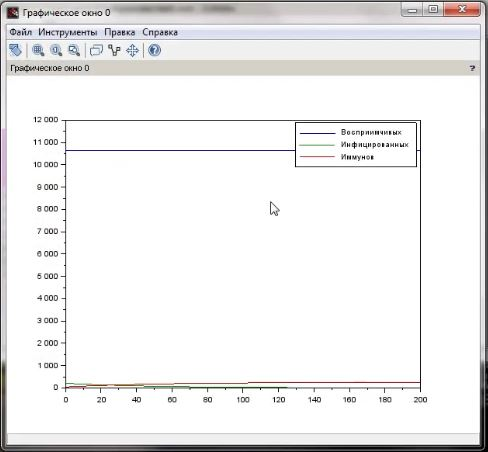 Графическое окно 0
Файл Инструменты Правка Справка
Графическое окно 0 ?
12 000
11 000
10 000
9 000
8 000
7 000
6 000
5 000
4 000
3 000
2 000
1 000
0
Восприимчивых
Инфицированных
Иммунов
0 20 40 60 80 100 120 140 160 180 200